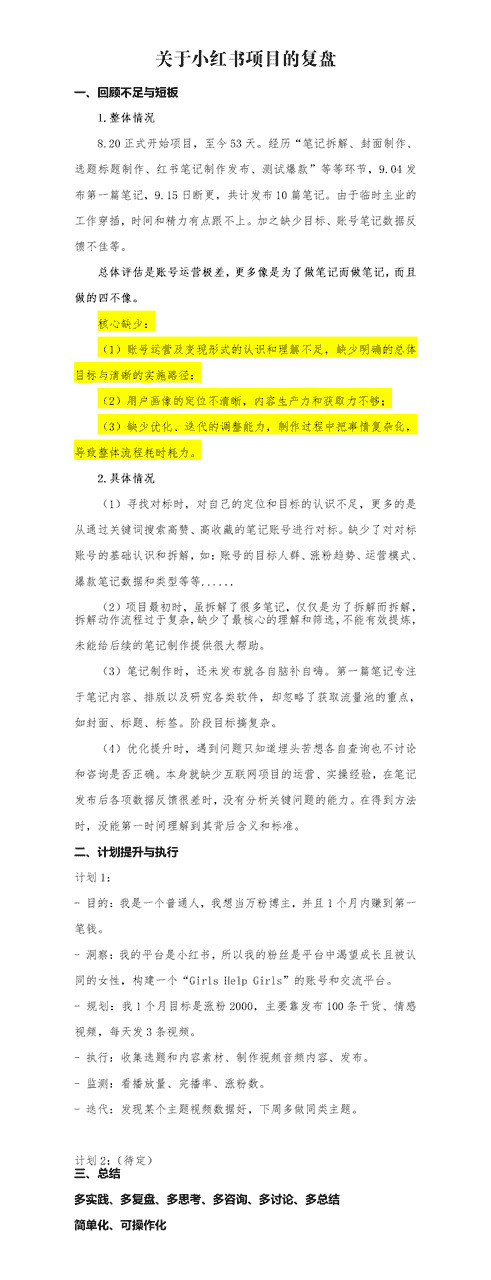 关于小红书项目的复盘
一、回顾不足与短板
1.整体情况
8.20 正式开始项目，至今 53 天。经历“笔记拆解、封面制作、
选题标题制作、红书笔记制作发布、测试爆款”等等环节，9.04 发
布第一篇笔记，9.15 日断更，共计发布 10 篇笔记。由于临时主业的
工作穿插，时间和精力有点跟不上。加之缺少目标、账号笔记数据反
馈不佳等。
总体评估是账号运营极差，更多像是为了做笔记而做笔记，而且
做的四不像。
核心缺少：
（1）账号运营及变现形式的认识和理解不足，缺少明确的总体
目标与清晰的实施路径；
（2）用户画像的定位不清晰，内容生产力和获取力不够；
（3）缺少优化、迭代的调整能力，制作过程中把事情复杂化，
导致整体流程耗时耗力。
2.具体情况
（1）寻找对标时，对自己的定位和目标的认识不足，更多的是
从通过关键词搜索高赞、高收藏的笔记账号进行对标。缺少了对对标
账号的基础认识和拆解，如：账号的目标人群、涨粉趋势、运营模式、
爆款笔记数据和类型等等......
（2）项目最初时，虽拆解了很多笔记，仅仅是为了拆解而拆解，
拆解动作流程过于复杂，缺少了最核心的理解和筛选，不能有效提炼，
未能给后续的笔记制作提供很大帮助。
（3）笔记制作时，还未发布就各自脑补自嗨。第一篇笔记专注
于笔记内容、排版以及研究各类软件，却忽略了获取流量池的重点，
如封面、标题、标签。阶段目标搞复杂。
（4）优化提升时，遇到问题只知道埋头苦想各自查询也不讨论
和咨询是否正确。本身就缺少互联网项目的运营、实操经验，在笔记
发布后各项数据反馈很差时，没有分析关键问题的能力。在得到方法
时，没能第一时间理解到其背后含义和标准。
二、计划提升与执行
计划 1：
- 目的：我是一个普通人，我想当万粉博主，并且 1 个月内赚到第一
笔钱。
- 洞察：我的平台是小红书，所以我的粉丝是平台中渴望成长且被认
同的女性，构建一个“Girls Help Girls”的账号和交流平台。
- 规划：我 1 个月目标是涨粉 2000，主要靠发布 100 条干货、情感
视频，每天发 3 条视频。
- 执行：收集选题和内容素材、制作视频音频内容、发布。
- 监测：看播放量、完播率、涨粉数。
- 迭代：发现某个主题视频数据好，下周多做同类主题。
计划 2：（待定）
三、总结
多实践、多复盘、多思考、多咨询、多讨论、多总结
简单化、可操作化